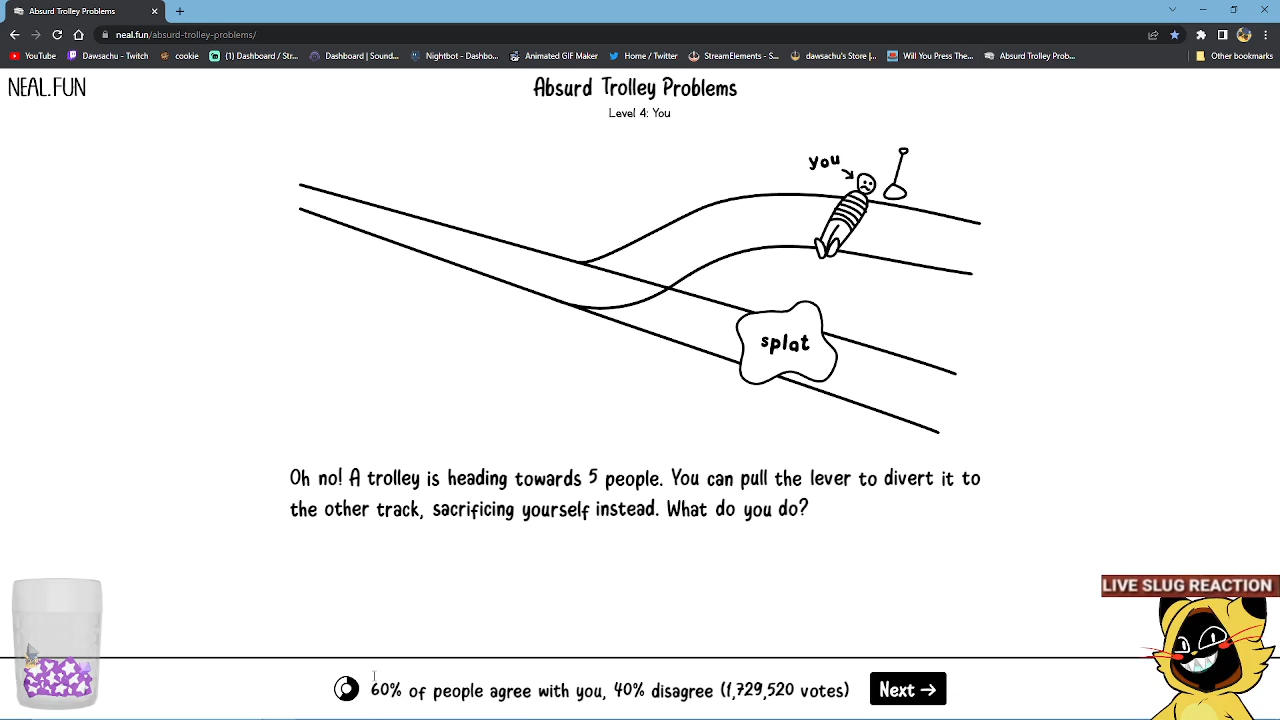 Absurd Trolley Problems
neal.fun/absurd-trolley-problems/
YouTube
Dawsachu - Twitch
cookie
(1) Dashboard / Str...
Dashboard | Sound...
Nightbot - Dashbo...
Animated GIF Maker
Home / Twitter
StreamElements - S...
dawsachu's Store |...
Will You Press The...
Absurd Trolley Prob...
Other Bookmarks
NEAL.FUN
Absurd Trolley Problems
Level 4: You
you
splat
Oh no! A trolley is heading towards 5 people. You can pull the lever to divert it to
the other track, sacrificing yourself instead. What do you do?
LIVE SLUG REACTION
60% of people agree with you, 40% disagree (1,729,520 votes)
Next →